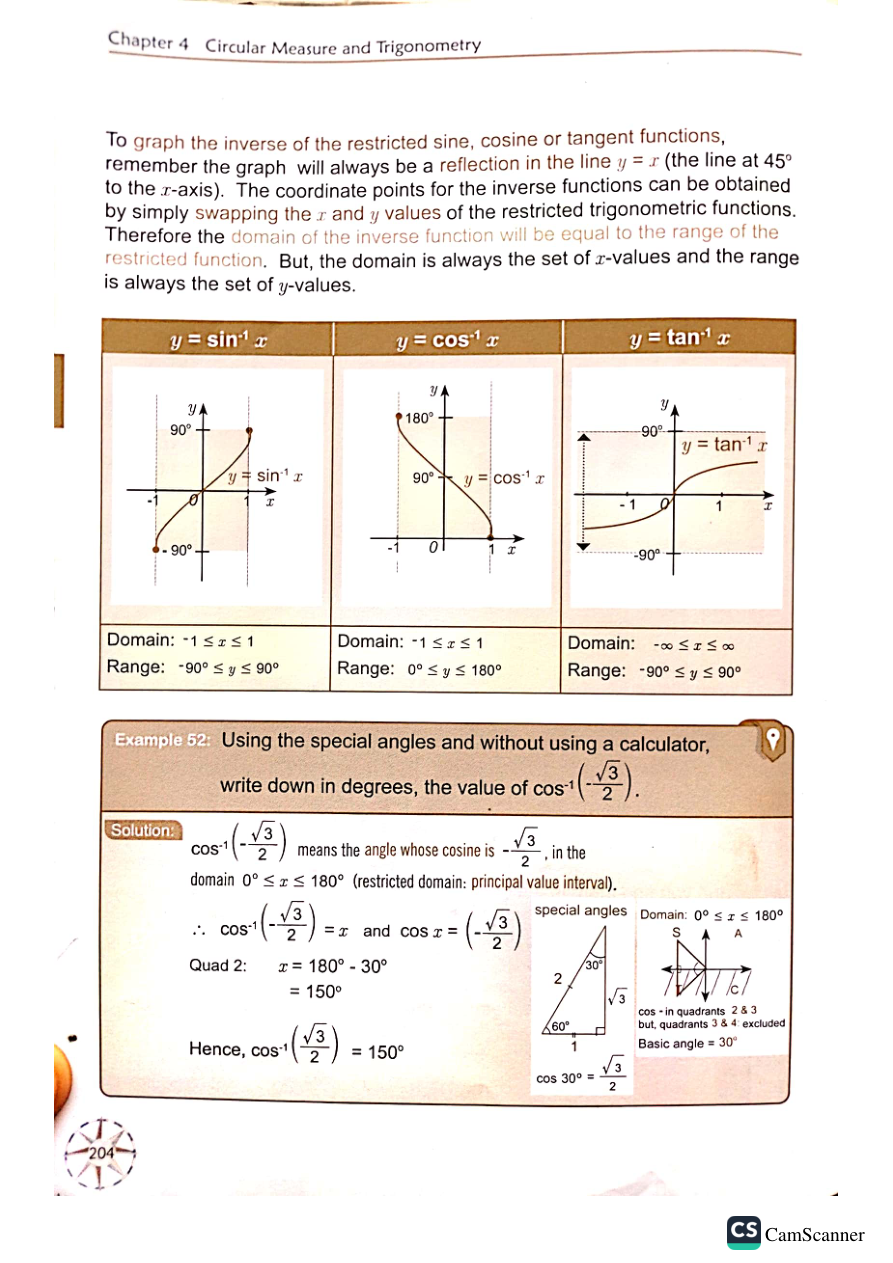 Chapter 4 Circular Measure and Trigonometry
To graph the inverse of the restricted sine, cosine or tangent functions,
remember the graph will always be a reflection in the line y = x (the line at 45°
to the x-axis). The coordinate points for the inverse functions can be obtained
by simply swapping the x and y values of the restricted trigonometric functions.
Therefore the domain of the inverse function will be equal to the range of the
restricted function. But, the domain is always the set of x-values and the range
is always the set of y-values.
y = sin⁻¹ x
y = cos⁻¹ x
y = tan⁻¹ x
y
90°
y = sin⁻¹ x
-1 0 1 x
- 90°
y
180°
90° y = cos⁻¹ x
-1 0 1 x
y
90°
y = tan⁻¹ x
- 1 0 1 x
-90°
Domain: -1 ≤ x ≤ 1
Range: -90° ≤ y ≤ 90°
Domain: -1 ≤ x ≤ 1
Range: 0° ≤ y ≤ 180°
Domain: -∞ ≤ x ≤ ∞
Range: -90° ≤ y ≤ 90°
Example 52: Using the special angles and without using a calculator,
write down in degrees, the value of cos⁻¹(-√3/2).
Solution:
cos⁻¹(-√3/2) means the angle whose cosine is -√3/2, in the
domain 0° ≤ x ≤ 180° (restricted domain: principal value interval).
∴ cos⁻¹(-√3/2) = x and cos x = (-√3/2)
Quad 2: x = 180° - 30°
= 150°
Hence, cos⁻¹(√3/2) = 150°
special angles
30°
2
√3
60°
1
cos 30° = √3/2
Domain: 0° ≤ x ≤ 180°
S A
T C
cos - in quadrants 2 & 3
but, quadrants 3 & 4: excluded
Basic angle = 30°
204
CS CamScanner